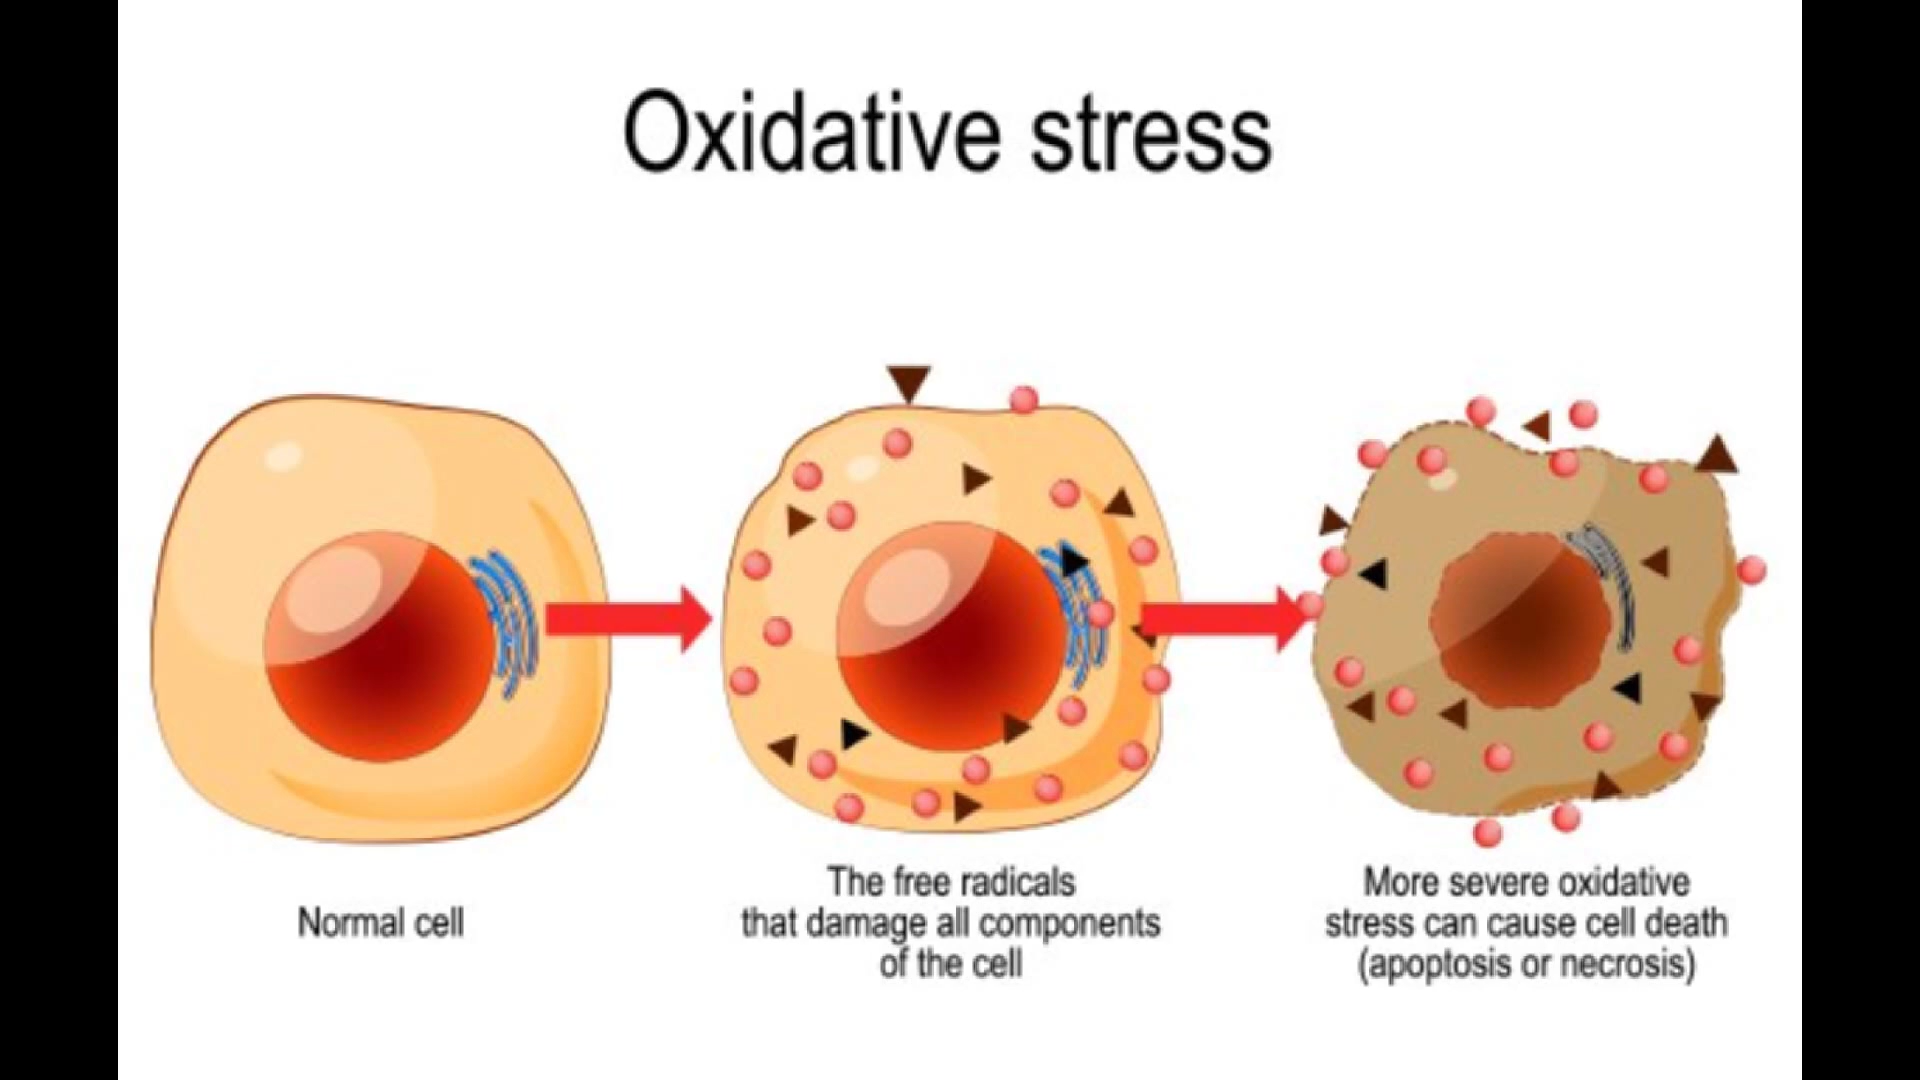 Oxidative stress
Normal cell
The free radicals
that damage all components
of the cell
More severe oxidative
stress can cause cell death
(apoptosis or necrosis)